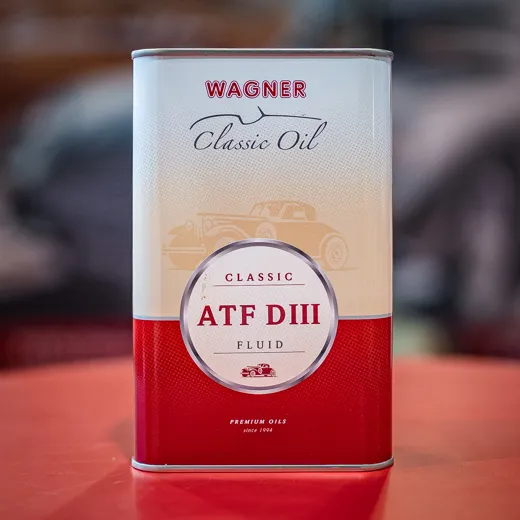 WAGNER
Classic Oil
CLASSIC
ATF DIII
FLUID
PREMIUM OILS
since 1994